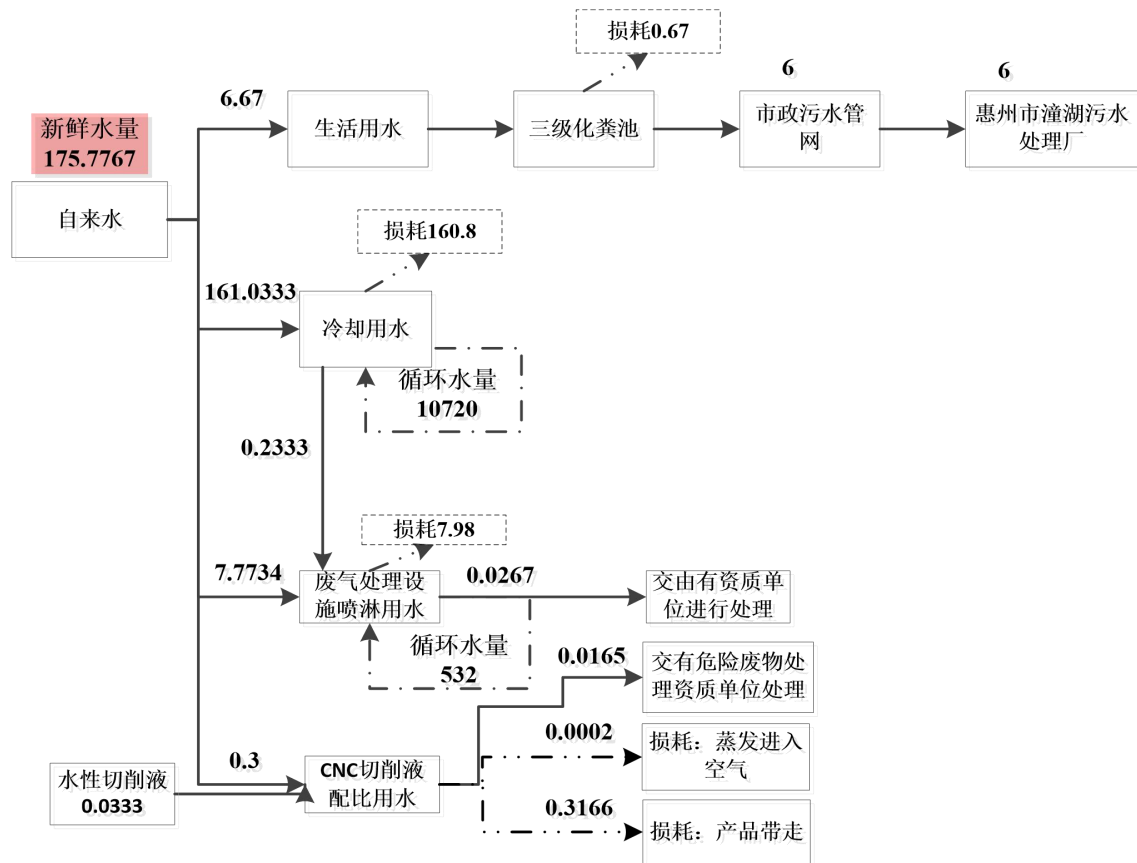 损耗0.67
6.67
生活用水
三级化粪池
6
市政污水管
网
6
惠州市潼湖污水
处理厂
新鲜水量
175.7767
自来水
损耗160.8
161.0333
冷却用水
循环水量
10720
0.2333
损耗7.98
7.7734
废气处理设
施喷淋用水
0.0267
交由有资质单
位进行处理
循环水量
532
0.0165
交有危险废物处
理资质单位处理
0.0002
损耗：蒸发进入
空气
0.3
水性切削液
0.0333
CNC切削液
配比用水
0.3166
损耗：产品带走